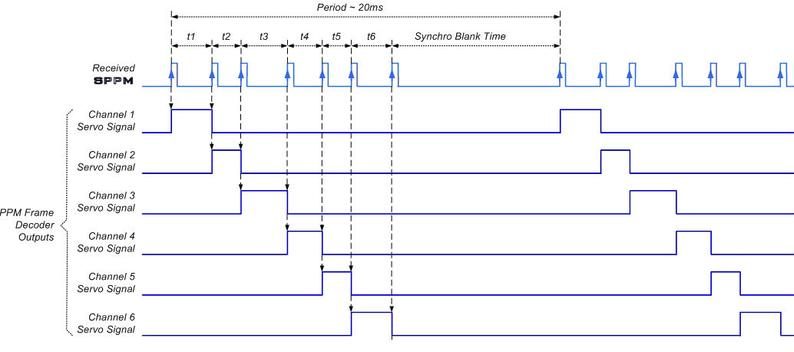 Period ~ 20ms
t1 t2 t3 t4 t5 t6 Synchro Blank Time
Received
SPPM
Channel 1
Servo Signal
Channel 2
Servo Signal
Channel 3
Servo Signal
PPM Frame
Decoder
Outputs
Channel 4
Servo Signal
Channel 5
Servo Signal
Channel 6
Servo Signal